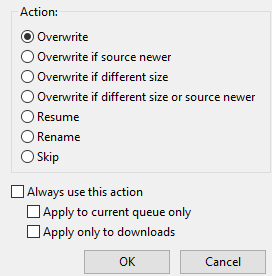 Action:
Overwrite
Overwrite if source newer
Overwrite if different size
Overwrite if different size or source newer
Resume
Rename
Skip
Always use this action
Apply to current queue only
Apply only to downloads
OK Cancel